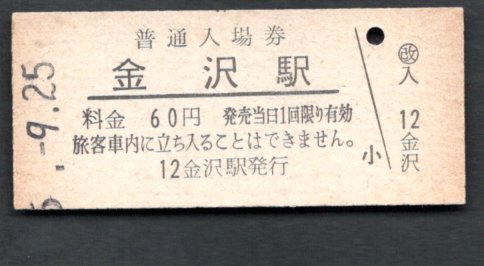 普通入場券
金沢駅
料金 60円 発売当日1回限り有効
旅客車内に立ち入ることはできません。
12金沢駅発行
小
改
入
12
金沢
-9.25